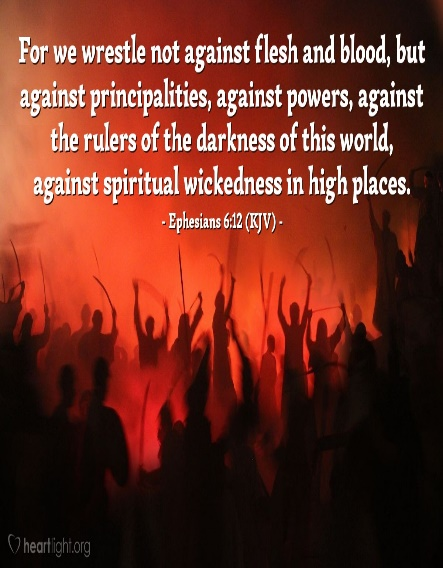 For we wrestle not against flesh and blood, but
against principalities, against powers, against
the rulers of the darkness of this world,
against spiritual wickedness in high places.
- Ephesians 6:12 (KJV) -
heartlight.org